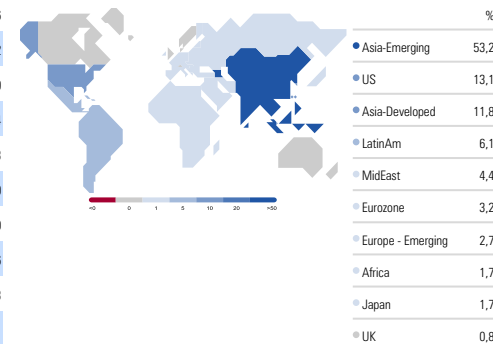 %
Asia-Emerging 53,2
US 13,1
Asia-Developed 11,8
LatinAm 6,1
MidEast 4,4
Eurozone 3,2
Europe - Emerging 2,7
Africa 1,7
Japan 1,7
UK 0,8
<0 0 1 5 10 20 >50